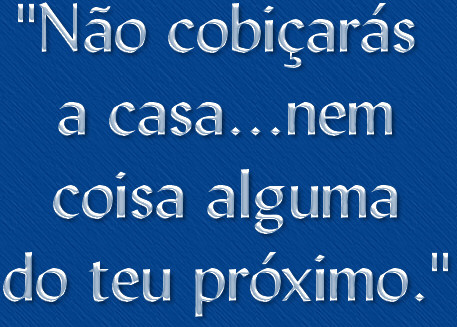 "Não cobiçarás
a casa...nem
coisa alguma
do teu próximo."